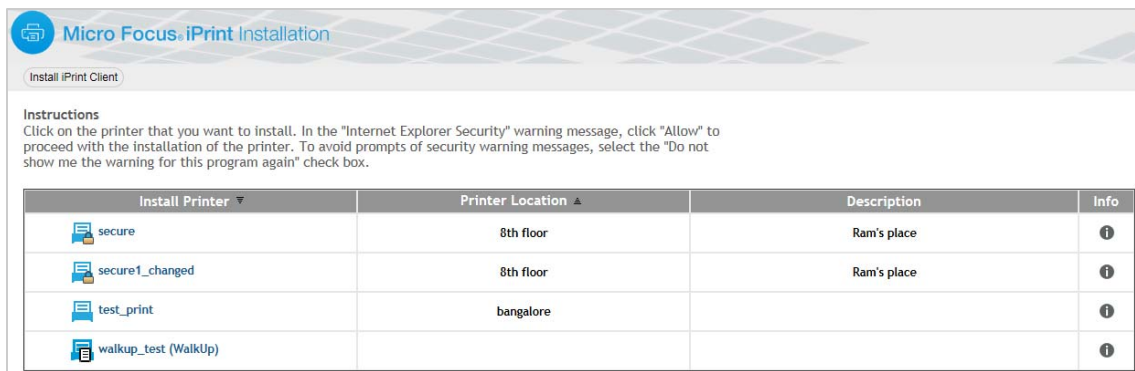 Micro Focus® iPrint Installation
Install iPrint Client
Instructions
Click on the printer that you want to install. In the "Internet Explorer Security" warning message, click "Allow" to
proceed with the installation of the printer. To avoid prompts of security warning messages, select the "Do not
show me the warning for this program again" check box.
Install Printer ▼ Printer Location ▲ Description Info
secure 8th floor Ram's place
secure1_changed 8th floor Ram's place
test_print bangalore
walkup_test (WalkUp)